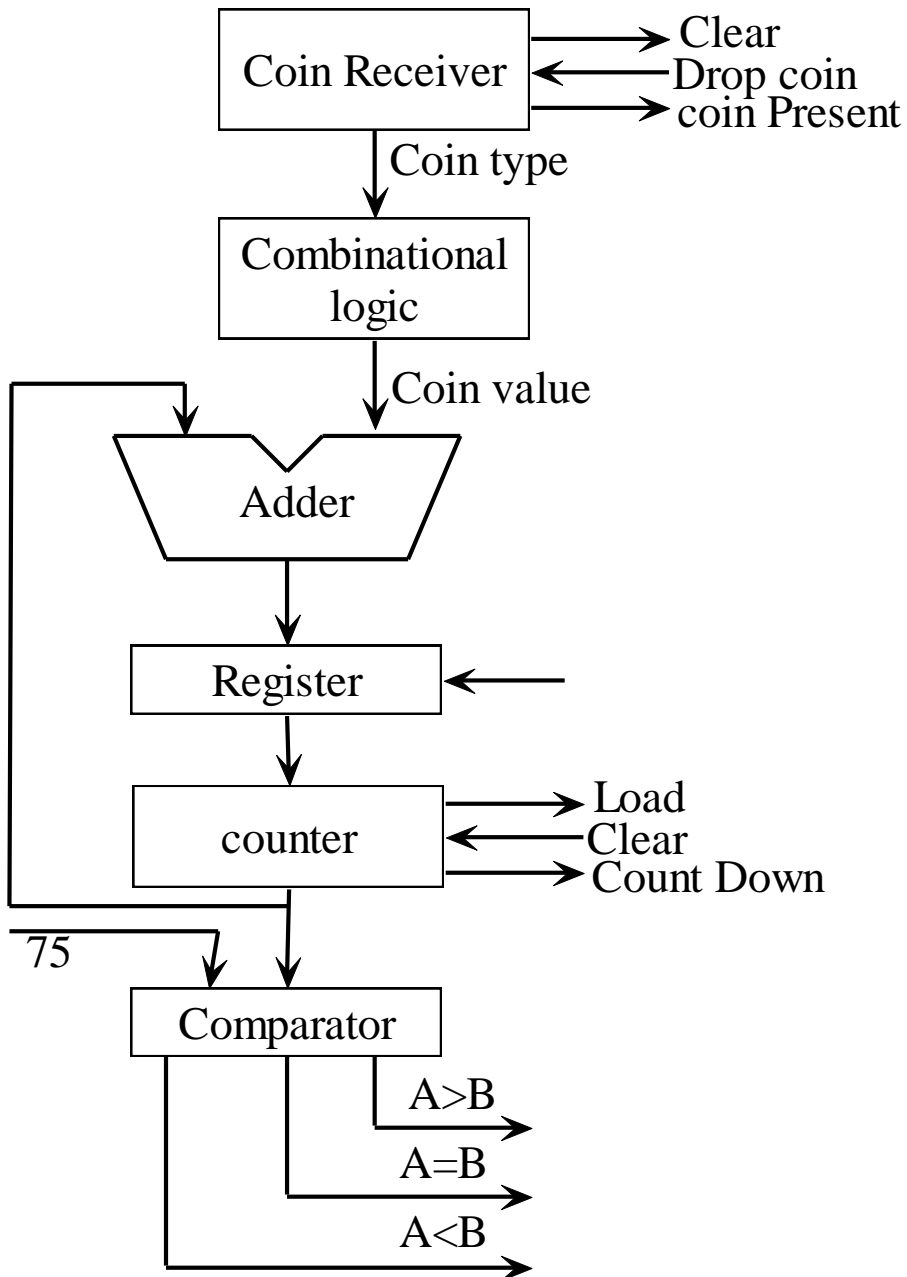 Coin Receiver
Clear
Drop coin
coin Present
Coin type
Combinational
logic
Coin value
Adder
Register
counter
Load
Clear
Count Down
75
Comparator
A>B
A=B
A<B